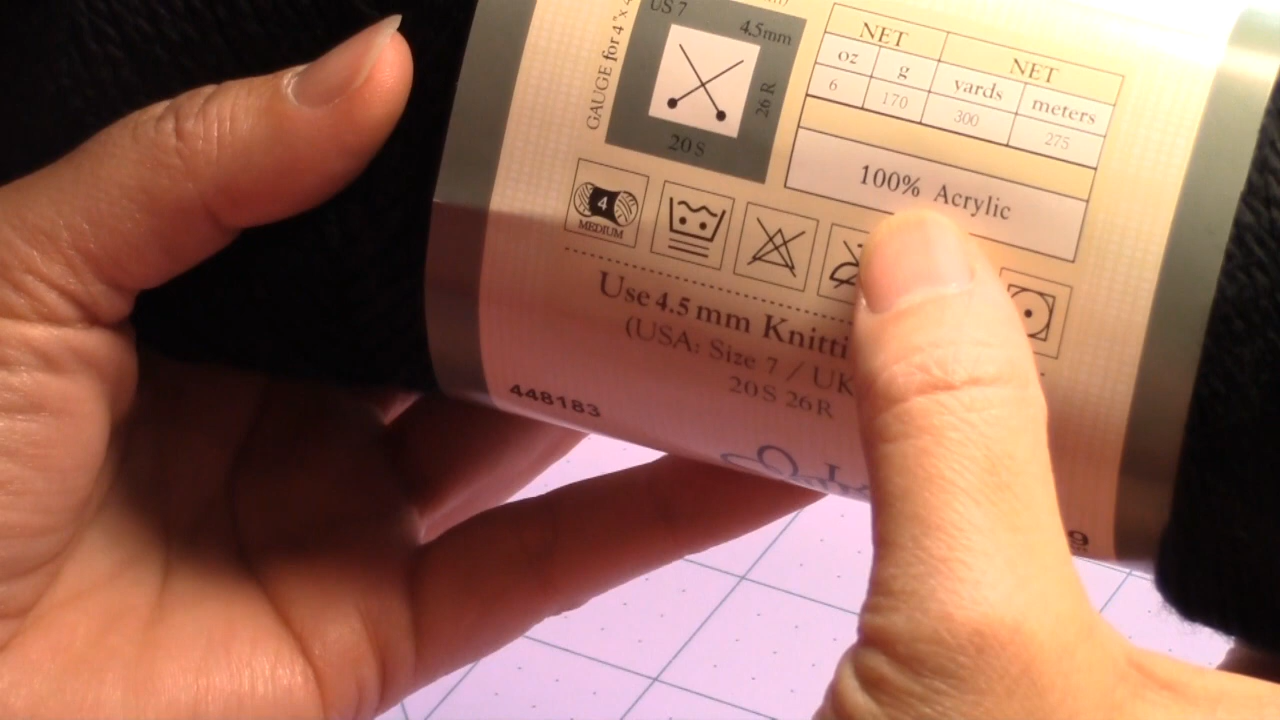 US 7
4.5mm
GAUGE for 4" x
26 R
20 S
NET NET
oz g yards meters
6 170 300 275
100% Acrylic
4
MEDIUM
Use 4.5 mm Knitti
(USA: Size 7 / UK
20 S 26 R
448183
9